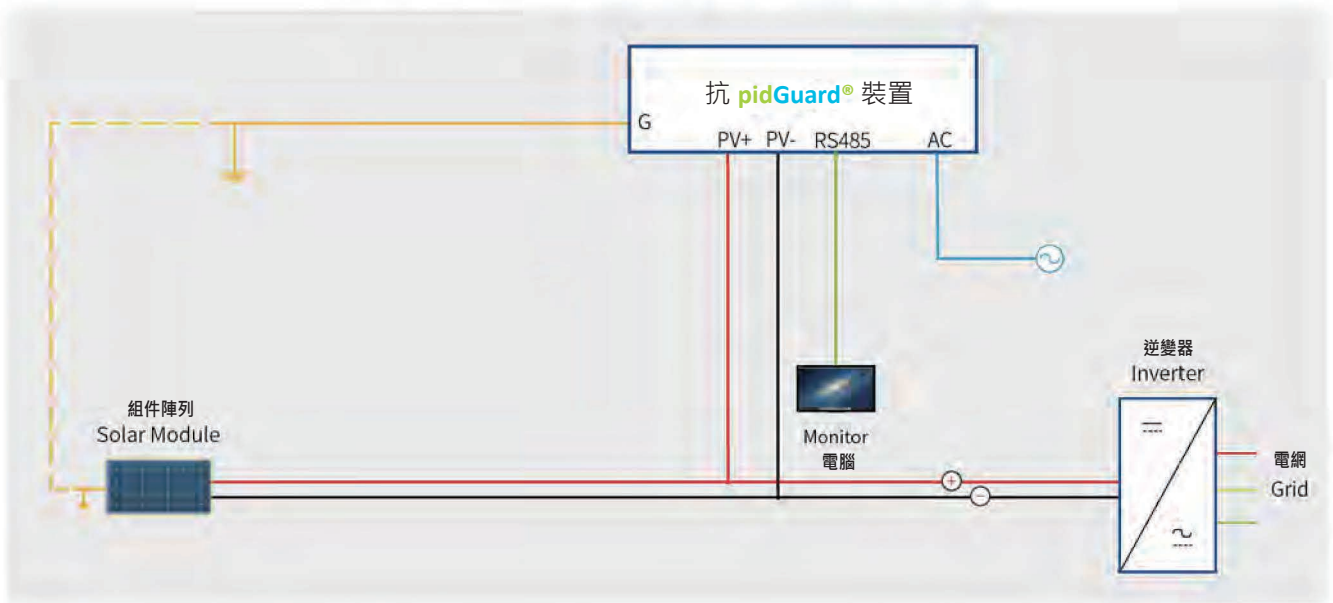 抗 pidGuard® 裝置
G
PV+ PV- RS485 AC
逆變器
Inverter
組件陣列
Solar Module
Monitor
電腦
電網
Grid